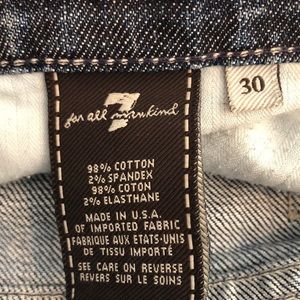 7
for all mankind
30
98% COTTON
2% SPANDEX
98% COTON
2% ELASTHANE
MADE IN U.S.A.
OF IMPORTED FABRIC
FABRIQUE AUX ETATS-UNIS
DE TISSU IMPORTÉ
SEE CARE ON REVERSE
REVERS SUR LE SOINS